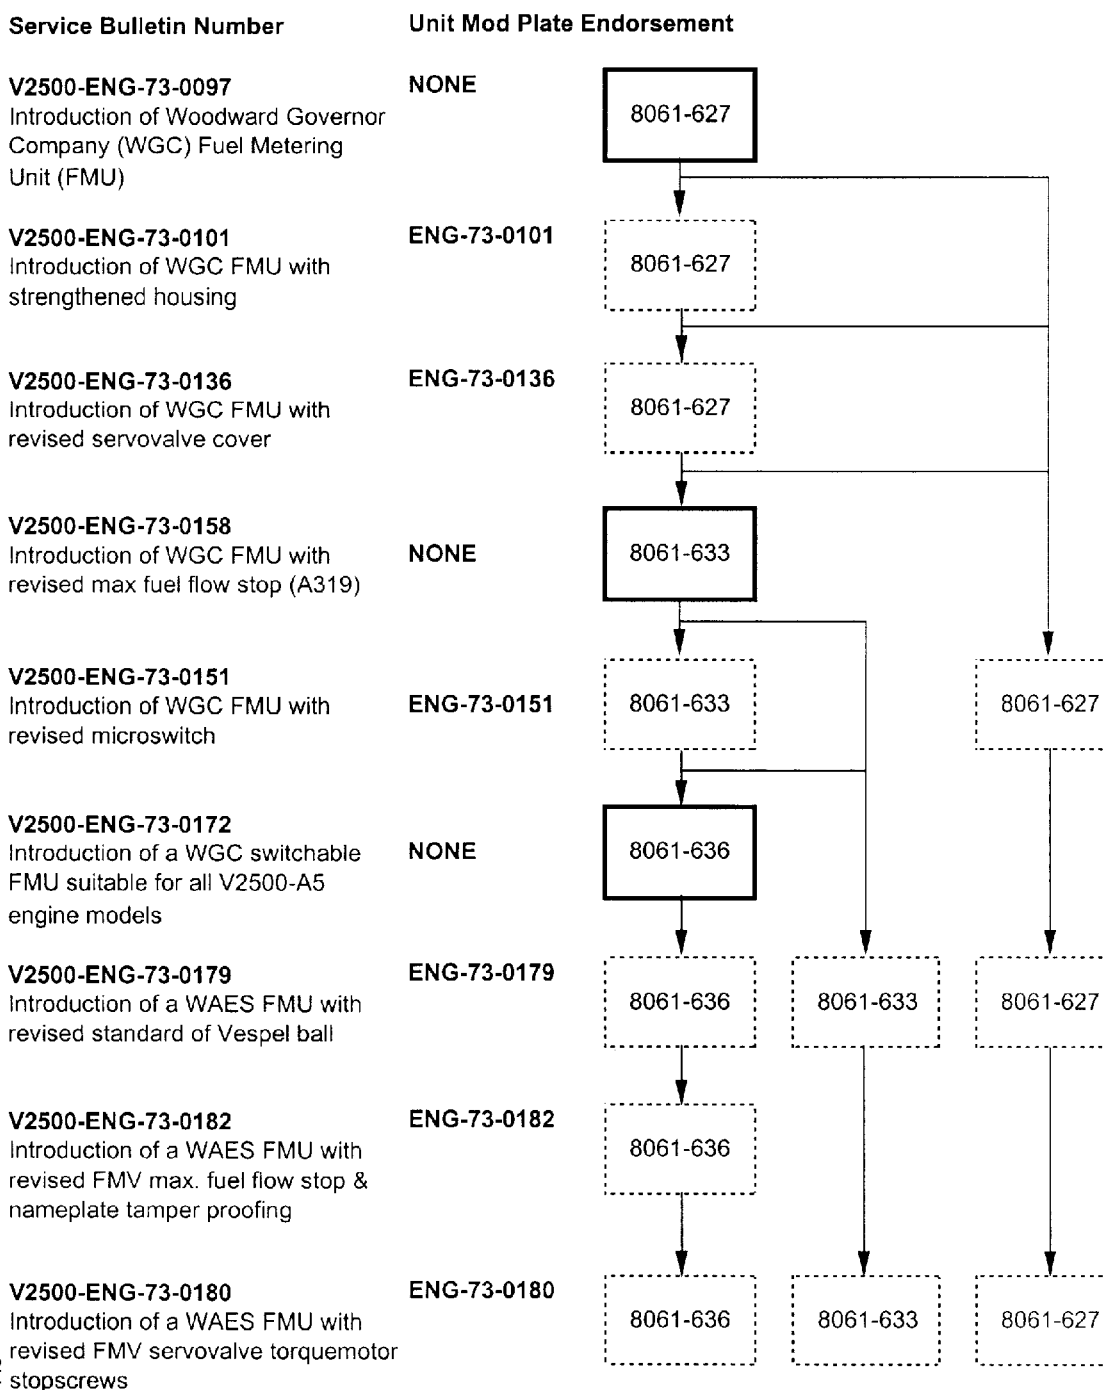 Service Bulletin Number Unit Mod Plate Endorsement
V2500-ENG-73-0097 NONE 8061-627
Introduction of Woodward Governor
Company (WGC) Fuel Metering
Unit (FMU)
V2500-ENG-73-0101 ENG-73-0101 8061-627
Introduction of WGC FMU with
strengthened housing
V2500-ENG-73-0136 ENG-73-0136 8061-627
Introduction of WGC FMU with
revised servovalve cover
V2500-ENG-73-0158
Introduction of WGC FMU with NONE 8061-633
revised max fuel flow stop (A319)
V2500-ENG-73-0151
Introduction of WGC FMU with ENG-73-0151 8061-633 8061-627
revised microswitch
V2500-ENG-73-0172
Introduction of a WGC switchable NONE 8061-636
FMU suitable for all V2500-A5
engine models
V2500-ENG-73-0179 ENG-73-0179
Introduction of a WAES FMU with 8061-636 8061-633 8061-627
revised standard of Vespel ball
V2500-ENG-73-0182 ENG-73-0182
Introduction of a WAES FMU with 8061-636
revised FMV max. fuel flow stop &
nameplate tamper proofing
V2500-ENG-73-0180 ENG-73-0180
Introduction of a WAES FMU with 8061-636 8061-633 8061-627
revised FMV servovalve torquemotor
stopscrews